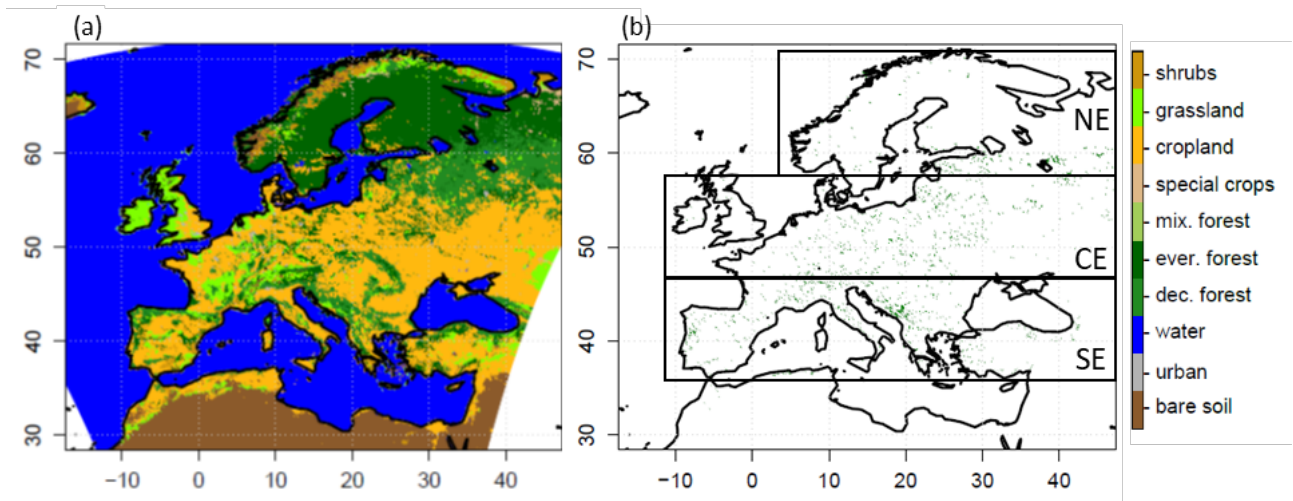 (a)
(b)
70
60
50
40
30
−10
0
10
20
30
40
70
60
50
40
30
−10
0
10
20
30
40
NE
CE
SE
shrubs
grassland
cropland
special crops
mix. forest
ever. forest
dec. forest
water
urban
bare soil